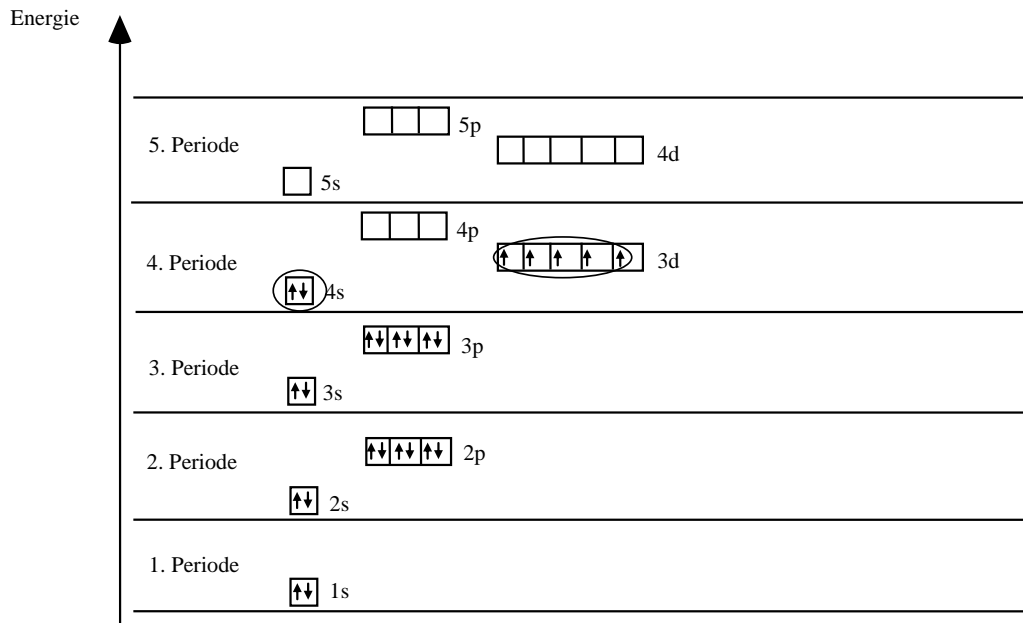 Energie
5p
5. Periode
4d
5s
4p
4. Periode
3d
4s
3p
3. Periode
3s
2p
2. Periode
2s
1. Periode
1s